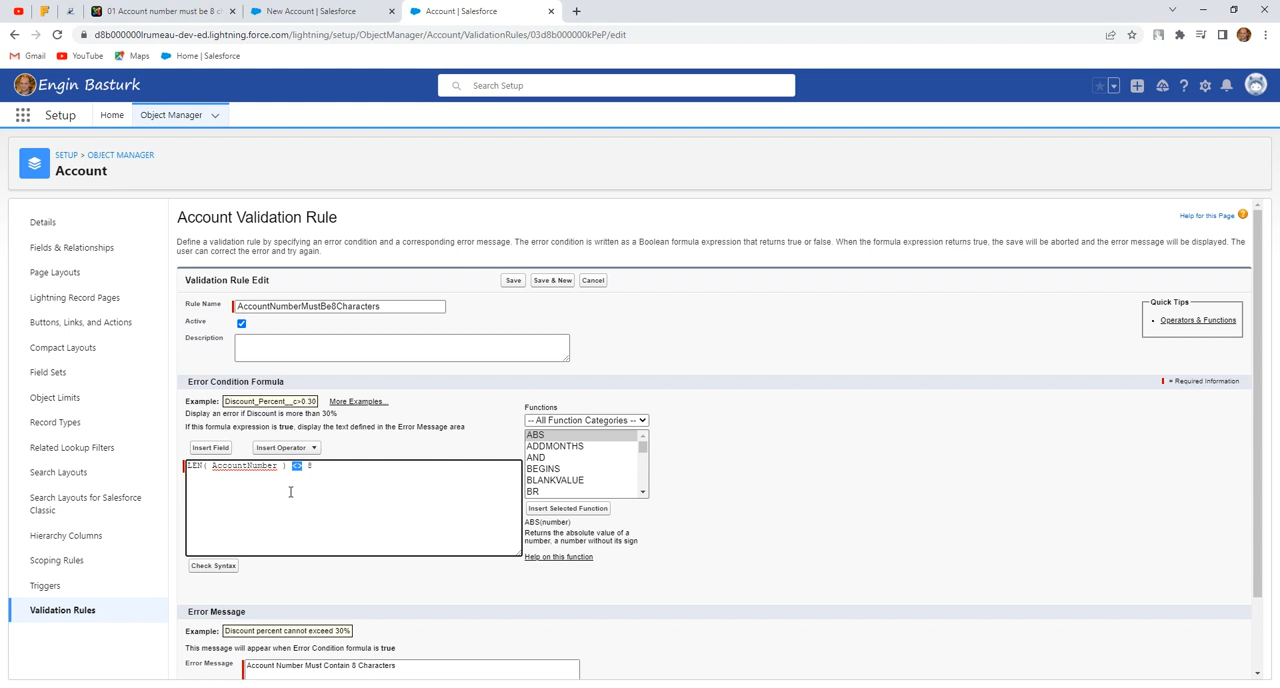 01 Account number must be 8 ch
New Account | Salesforce
Account | Salesforce
d8b000000lrumeau-dev-ed.lightning.force.com/lightning/setup/ObjectManager/Account/ValidationRules/03d8b000000kPeP/edit
Gmail
YouTube
Maps
Home | Salesforce
Engin Basturk
Search Setup
Setup
Home
Object Manager
SETUP > OBJECT MANAGER
Account
Details
Fields & Relationships
Page Layouts
Lightning Record Pages
Buttons, Links, and Actions
Compact Layouts
Field Sets
Object Limits
Record Types
Related Lookup Filters
Search Layouts
Search Layouts for Salesforce
Classic
Hierarchy Columns
Scoping Rules
Triggers
Validation Rules
Account Validation Rule
Help for this Page
Define a validation rule by specifying an error condition and a corresponding error message. The error condition is written as a Boolean formula expression that returns true or false. When the formula expression returns true, the save will be aborted and the error message will be displayed. The
user can correct the error and try again.
Validation Rule Edit
Save
Save & New
Cancel
Rule Name
AccountNumberMustBe8Characters
Active
Description
Quick Tips
• Operators & Functions
Error Condition Formula
= Required Information
Example: Discount_Percent__c>0.30 More Examples...
Display an error if Discount is more than 30%
If this formula expression is true, display the text defined in the Error Message area
Insert Field
Insert Operator
LEN( AccountNumber ) <> 8
Functions
-- All Function Categories --
ABS
ADDMONTHS
AND
BEGINS
BLANKVALUE
BR
Insert Selected Function
ABS(number)
Returns the absolute value of a
number, a number without its sign
Help on this function
Check Syntax
Error Message
Example: Discount percent cannot exceed 30%
This message will appear when Error Condition formula is true
Error Message
Account Number Must Contain 8 Characters